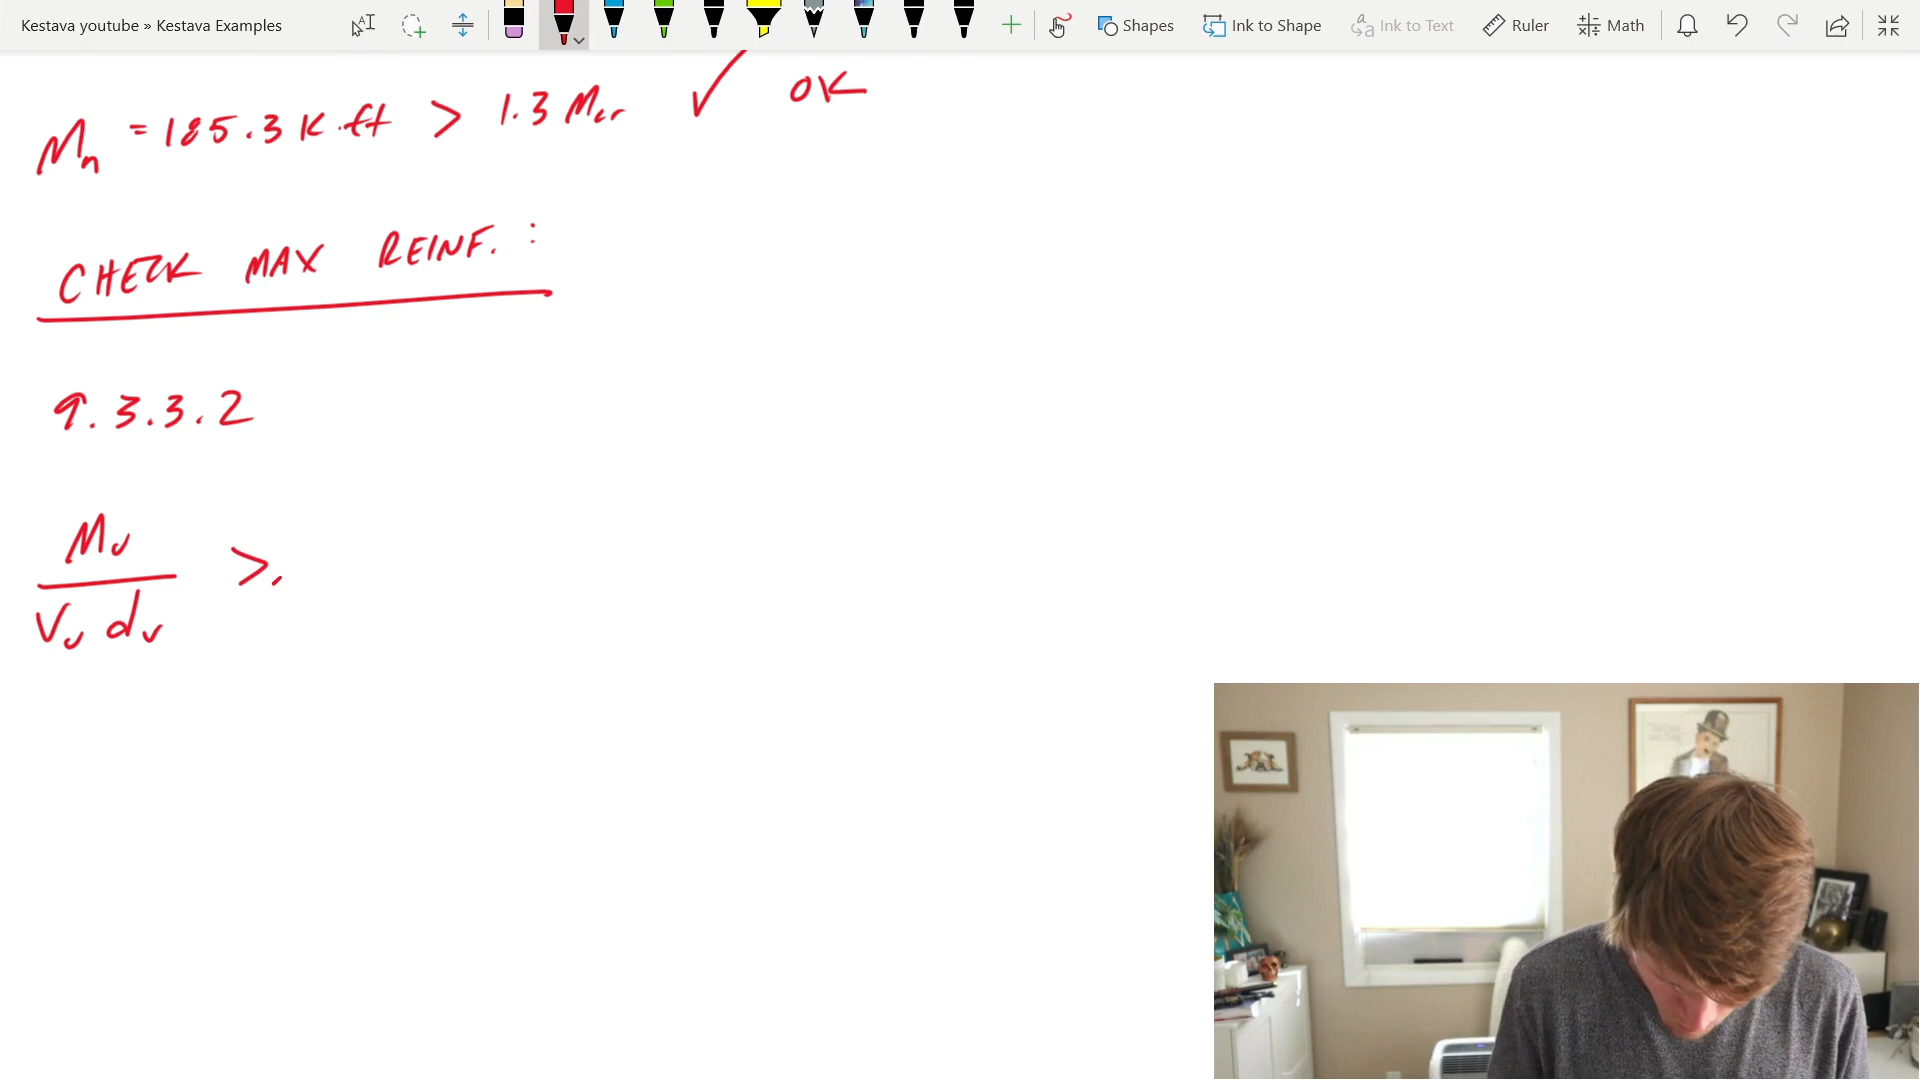 Kestava youtube » Kestava Examples
Shapes
Ink to Shape
Ink to Text
Ruler
Math
Mn = 185.3 K·ft > 1.3 Mcr ✓ OK
CHECK MAX REINF. :
9.3.3.2
Mu
Vu dv
>